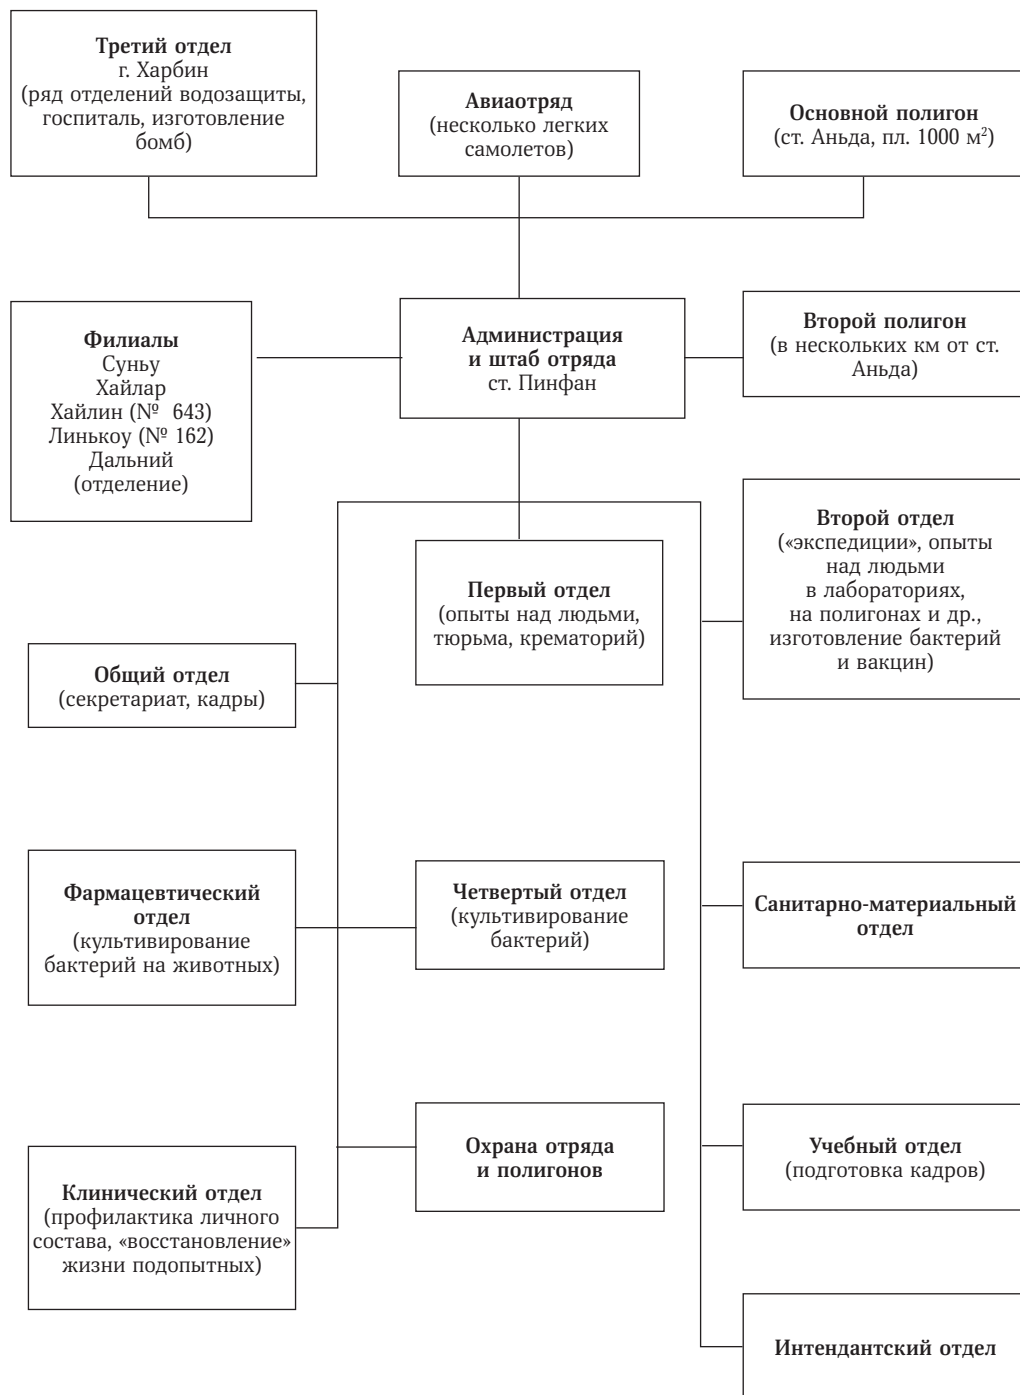 Третий отдел
г. Харбин
(ряд отделений водозащиты,
госпиталь, изготовление
бомб)
Авиаотряд
(несколько легких
самолетов)
Основной полигон
(ст. Аньда, пл. 1000 м²)
Филиалы
Суньу
Хайлар
Хайлин (№ 643)
Линькоу (№ 162)
Дальний
(отделение)
Администрация
и штаб отряда
ст. Пинфан
Второй полигон
(в нескольких км от ст.
Аньда)
Первый отдел
(опыты над людьми,
тюрьма, крематорий)
Второй отдел
(«экспедиции», опыты
над людьми
в лабораториях,
на полигонах и др.,
изготовление бактерий
и вакцин)
Общий отдел
(секретариат, кадры)
Фармацевтический
отдел
(культивирование
бактерий на животных)
Четвертый отдел
(культивирование
бактерий)
Санитарно-материальный
отдел
Клинический отдел
(профилактика личного
состава, «восстановление»
жизни подопытных)
Охрана отряда
и полигонов
Учебный отдел
(подготовка кадров)
Интендантский отдел